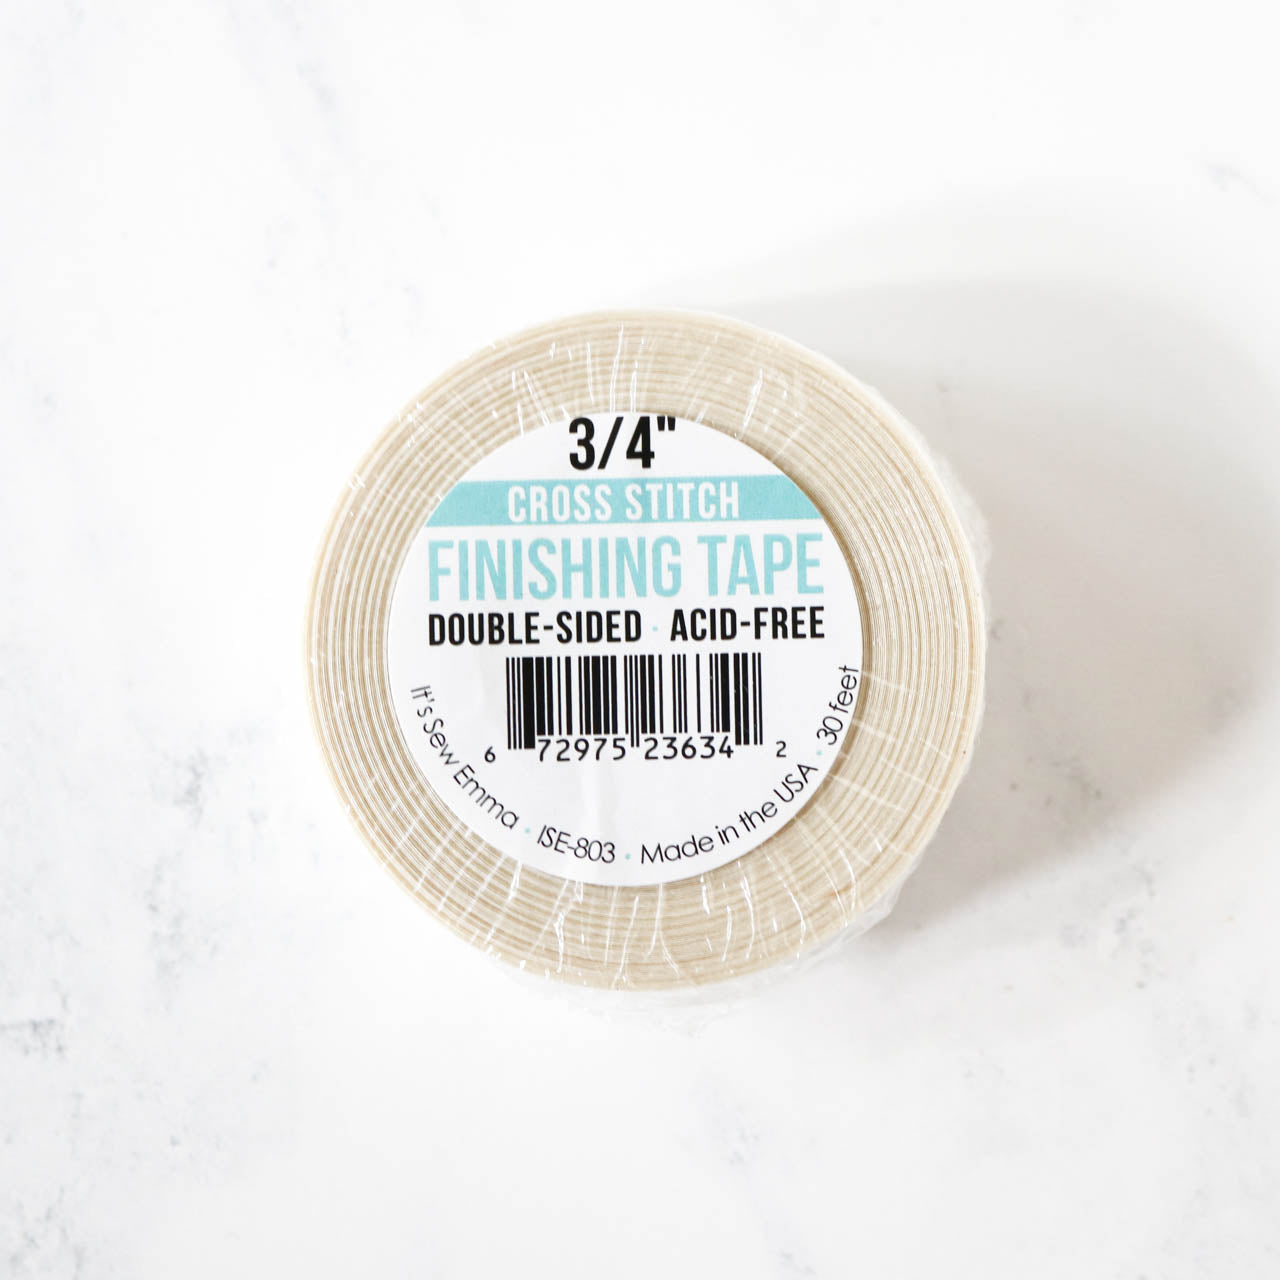 3/4"
CROSS STITCH
FINISHING TAPE
DOUBLE-SIDED · ACID-FREE
6 72975 23634 2
It's Sew Emma · ISE-803 · Made in the USA · 30 feet